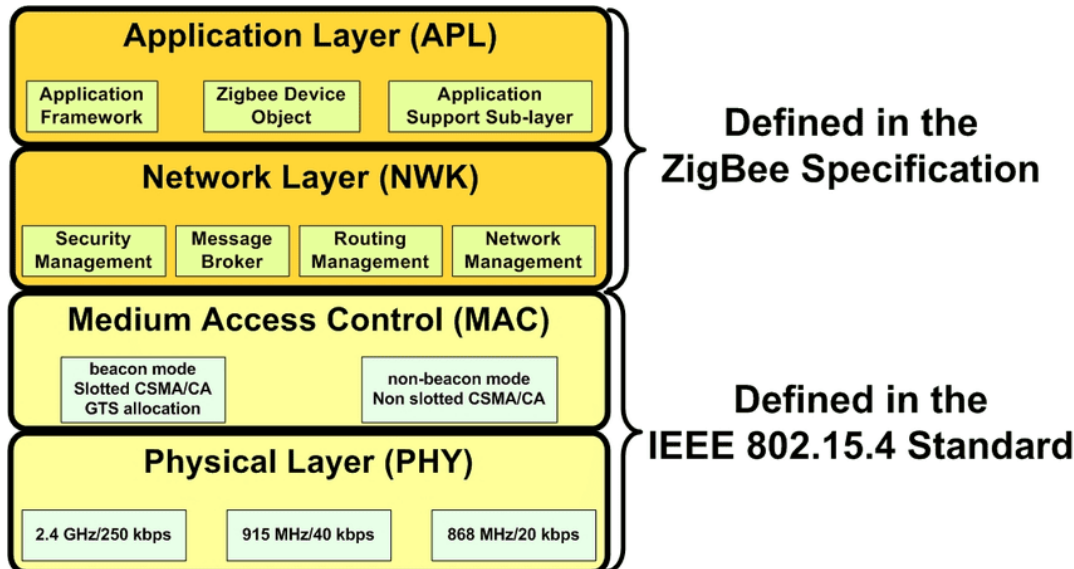 Application Layer (APL)
Application
Framework
Zigbee Device
Object
Application
Support Sub-layer
Defined in the
ZigBee Specification
Network Layer (NWK)
Security
Management
Message
Broker
Routing
Management
Network
Management
Medium Access Control (MAC)
beacon mode
Slotted CSMA/CA
GTS allocation
non-beacon mode
Non slotted CSMA/CA
Defined in the
IEEE 802.15.4 Standard
Physical Layer (PHY)
2.4 GHz/250 kbps
915 MHz/40 kbps
868 MHz/20 kbps